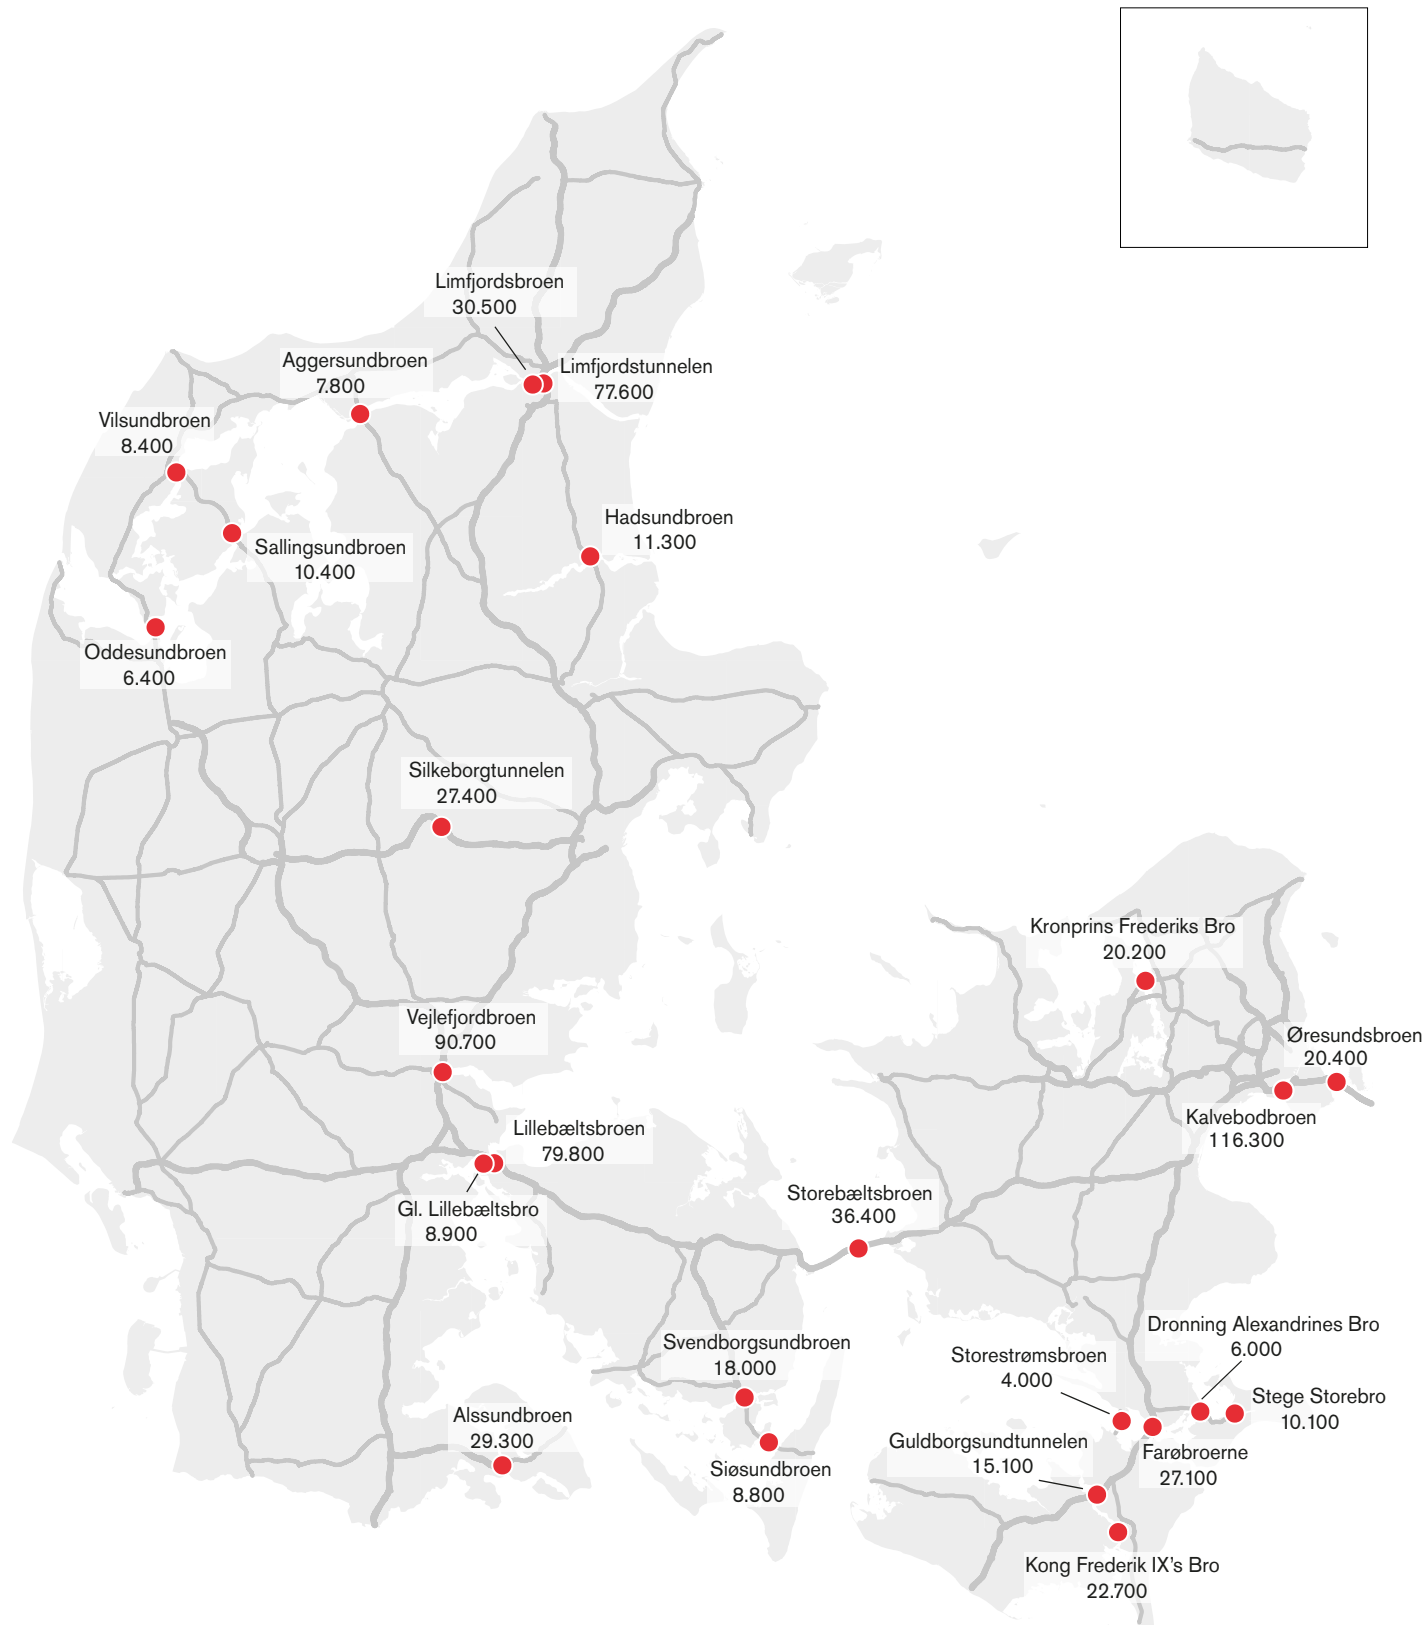 Limfjordsbroen
30.500
Aggersundbroen
7.800
Limfjordstunnelen
77.600
Vilsundbroen
8.400
Hadsundbroen
11.300
Sallingsundbroen
10.400
Oddesundbroen
6.400
Silkeborgtunnelen
27.400
Kronprins Frederiks Bro
20.200
Vejlefjordbroen
90.700
Øresundsbroen
20.400
Kalvebodbroen
116.300
Lillebæltsbroen
79.800
Gl. Lillebæltsbro
8.900
Storebæltsbroen
36.400
Svendborgsundbroen
18.000
Dronning Alexandrines Bro
6.000
Storestrømsbroen
4.000
Stege Storebro
10.100
Alssundbroen
29.300
Guldborgsundtunnelen
15.100
Farøbroerne
27.100
Siøsundbroen
8.800
Kong Frederik IX's Bro
22.700